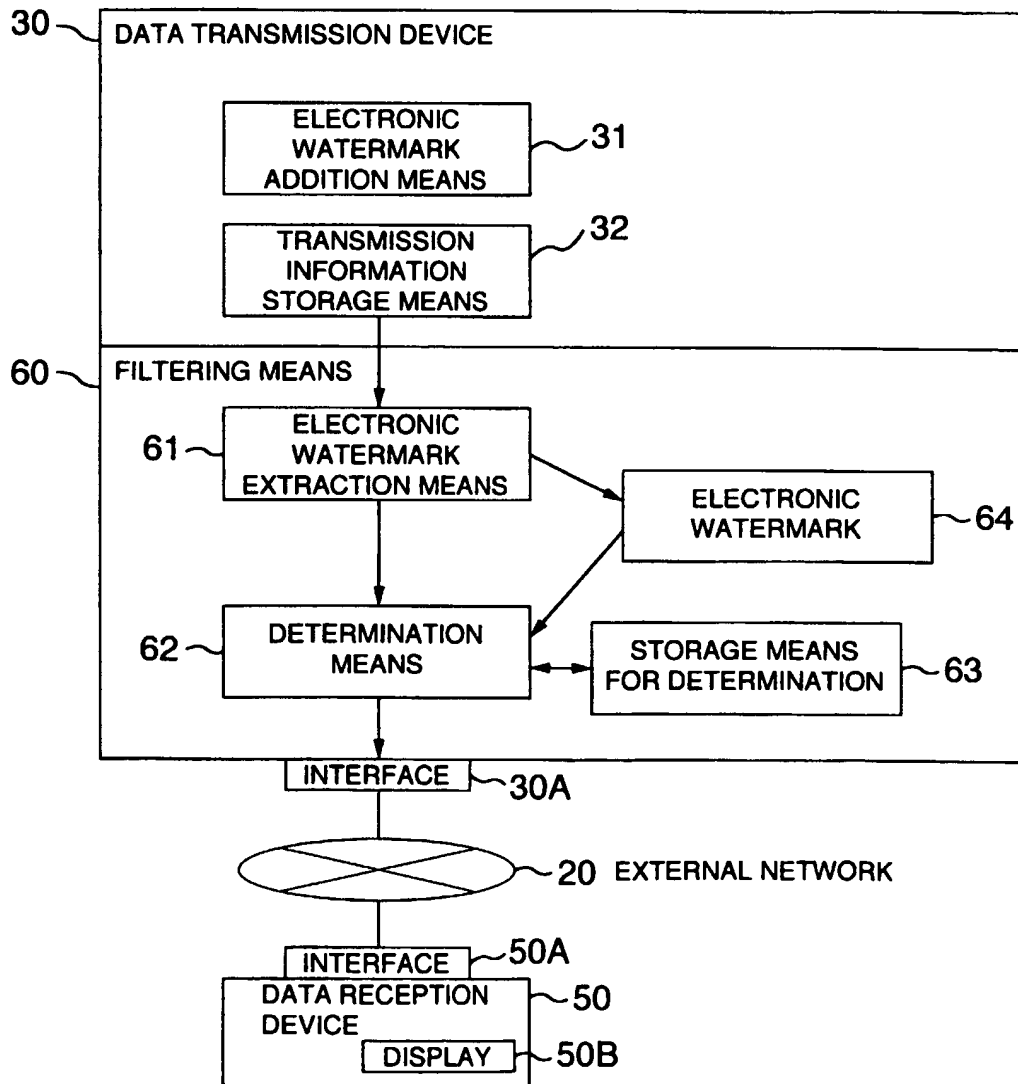 30
DATA TRANSMISSION DEVICE
ELECTRONIC
WATERMARK
ADDITION MEANS
31
TRANSMISSION
INFORMATION
STORAGE MEANS
32
60
FILTERING MEANS
61
ELECTRONIC
WATERMARK
EXTRACTION MEANS
ELECTRONIC
WATERMARK
64
62
DETERMINATION
MEANS
STORAGE MEANS
FOR DETERMINATION
63
INTERFACE
30A
20 EXTERNAL NETWORK
INTERFACE
50A
DATA RECEPTION
DEVICE
50
DISPLAY
50B